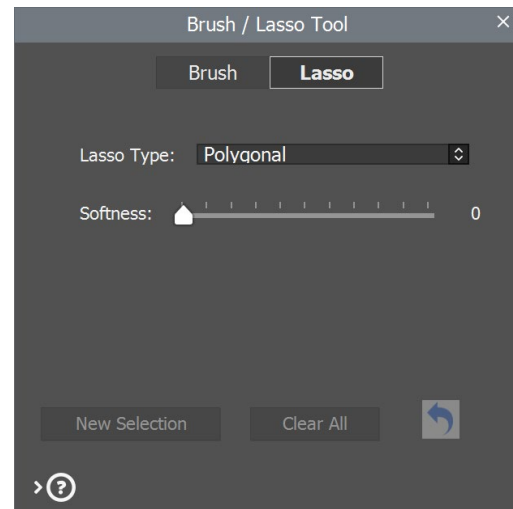 Brush / Lasso Tool
Brush Lasso
Lasso Type: Polygonal
Softness: 0
New Selection Clear All